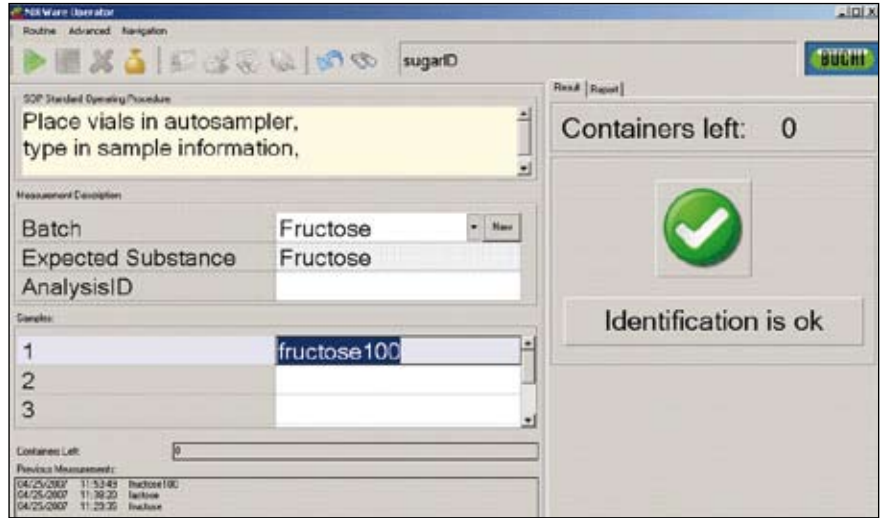 NIRWare Operator
Routine Advanced Navigation
sugarID
BUCHI
SOP Standard Operating Procedure
Place vials in autosampler,
type in sample information,
Measurement Description
Batch Fructose New
Expected Substance Fructose
AnalysisID
Samples
1 fructose100
2
3
Containers Left: 0
Previous Measurements:
04/25/2007 11:53:49 fructose100
04/25/2007 11:38:20 lactose
04/25/2007 11:29:35 fructose
Result Report
Containers left: 0
Identification is ok